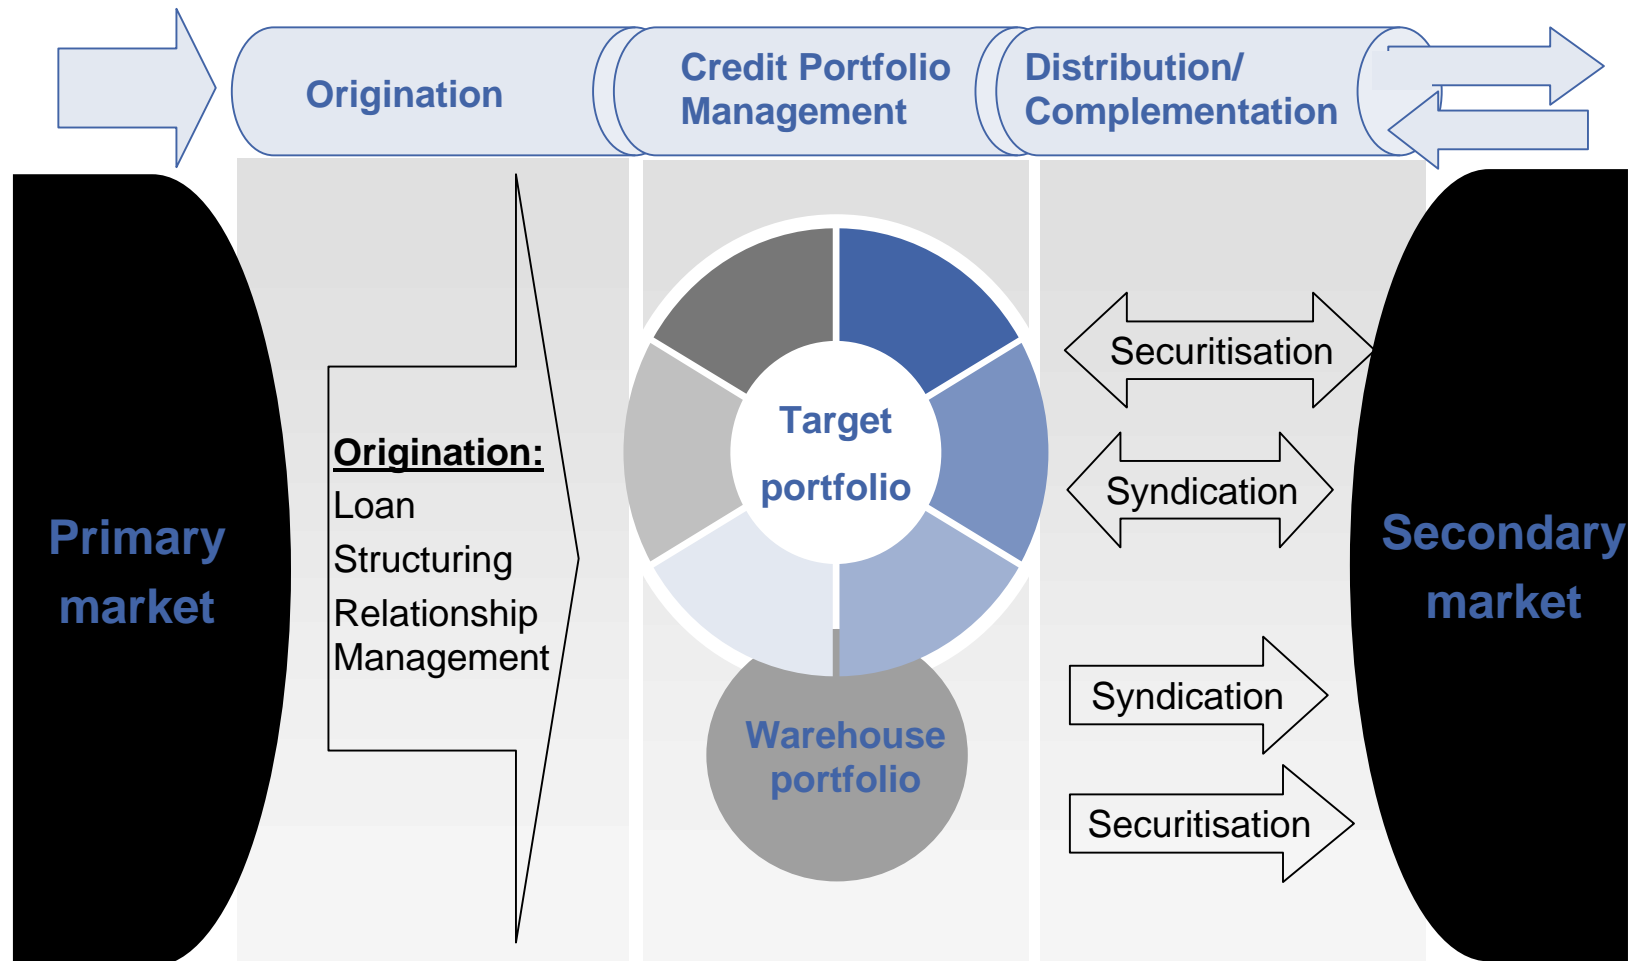 Origination
Credit Portfolio
Management
Distribution/
Complementation
Primary
market
Origination:
Loan
Structuring
Relationship
Management
Target
portfolio
Warehouse
portfolio
Securitisation
Syndication
Syndication
Securitisation
Secondary
market